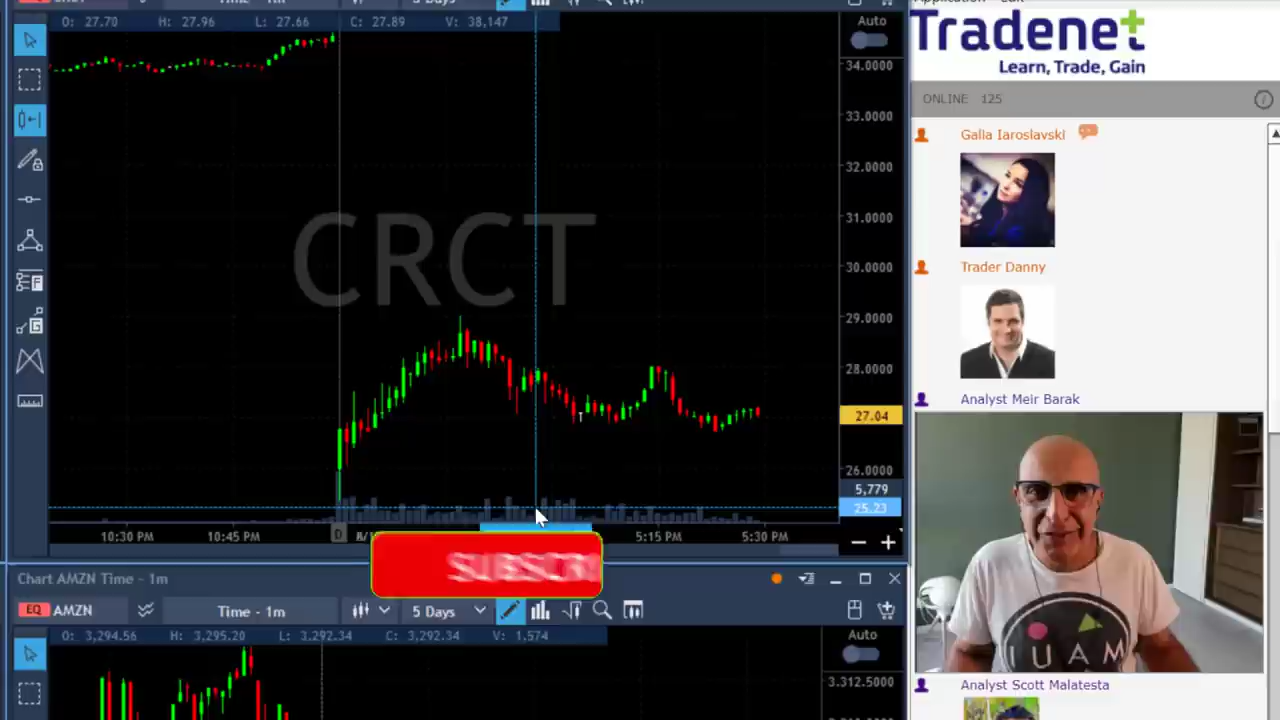 O: 27.70 H: 27.96 L: 27.66 C: 27.89 V: 38,147
Auto
34.0000
33.0000
32.0000
31.0000
30.0000
29.0000
28.0000
27.04
26.0000
5,779
25.23
CRCT
10:30 PM 10:45 PM D 5:15 PM 5:30 PM
SUBSCR
Chart AMZN Time - 1m
EQ AMZN Time - 1m 5 Days
O: 3,294.56 H: 3,295.20 L: 3,292.34 C: 3,292.34 V: 1,574
Auto
3,312.5000
Tradenet
Learn, Trade, Gain
ONLINE 125
Galia Iaroslavski
Trader Danny
Analyst Meir Barak
IUAM
Analyst Scott Malatesta